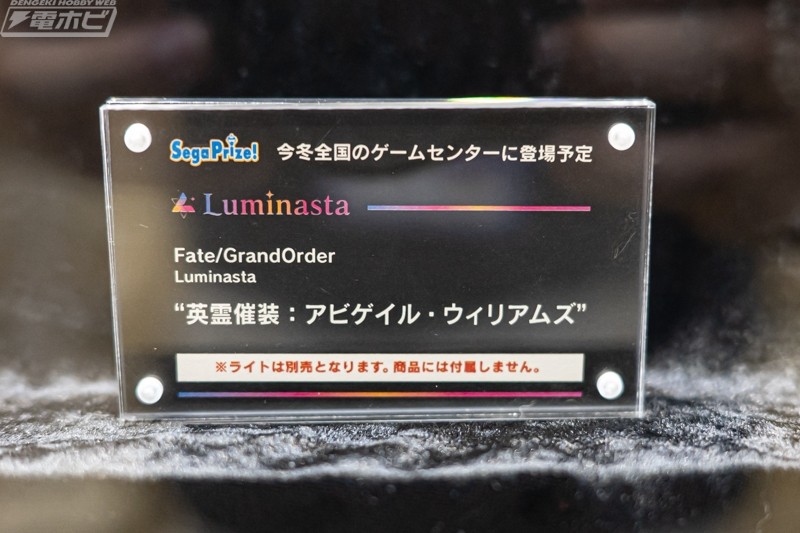 DENGEKI HOBBY WEB
電ホビ
SegaPrize! 今冬全国のゲームセンターに登場予定
Luminasta
Fate/GrandOrder
Luminasta
“英霊催装：アビゲイル・ウィリアムズ”
※ライトは別売となります。商品には付属しません。